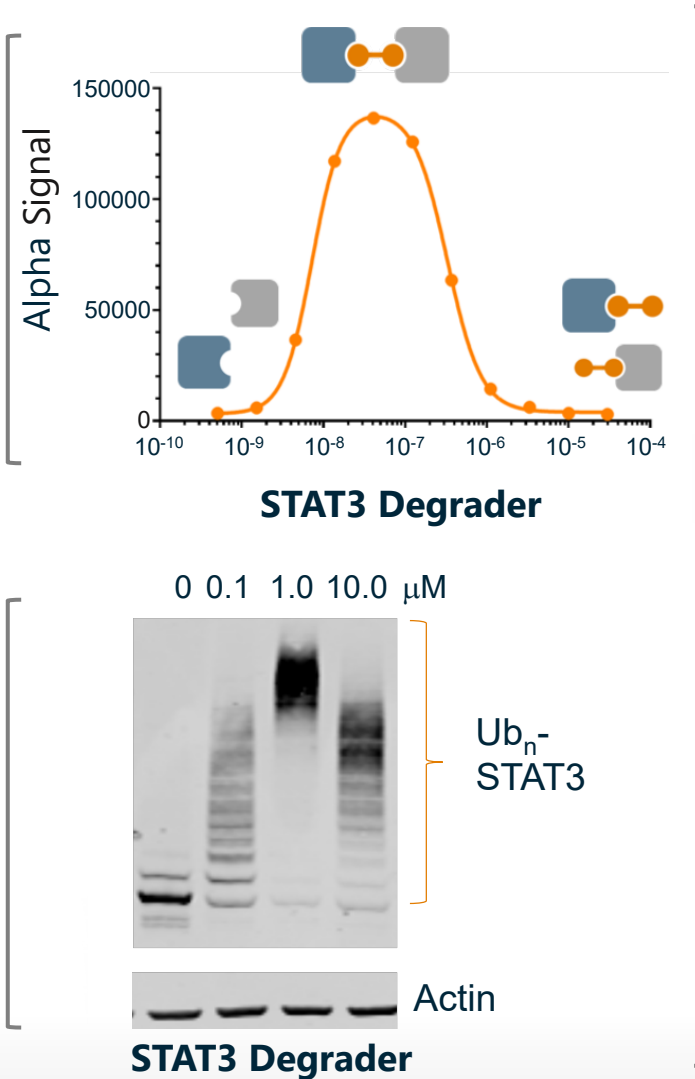 Alpha Signal
150000
100000
50000
0
10⁻¹⁰ 10⁻⁹ 10⁻⁸ 10⁻⁷ 10⁻⁶ 10⁻⁵ 10⁻⁴
STAT3 Degrader
0 0.1 1.0 10.0 μM
Ubₙ-
STAT3
Actin
STAT3 Degrader